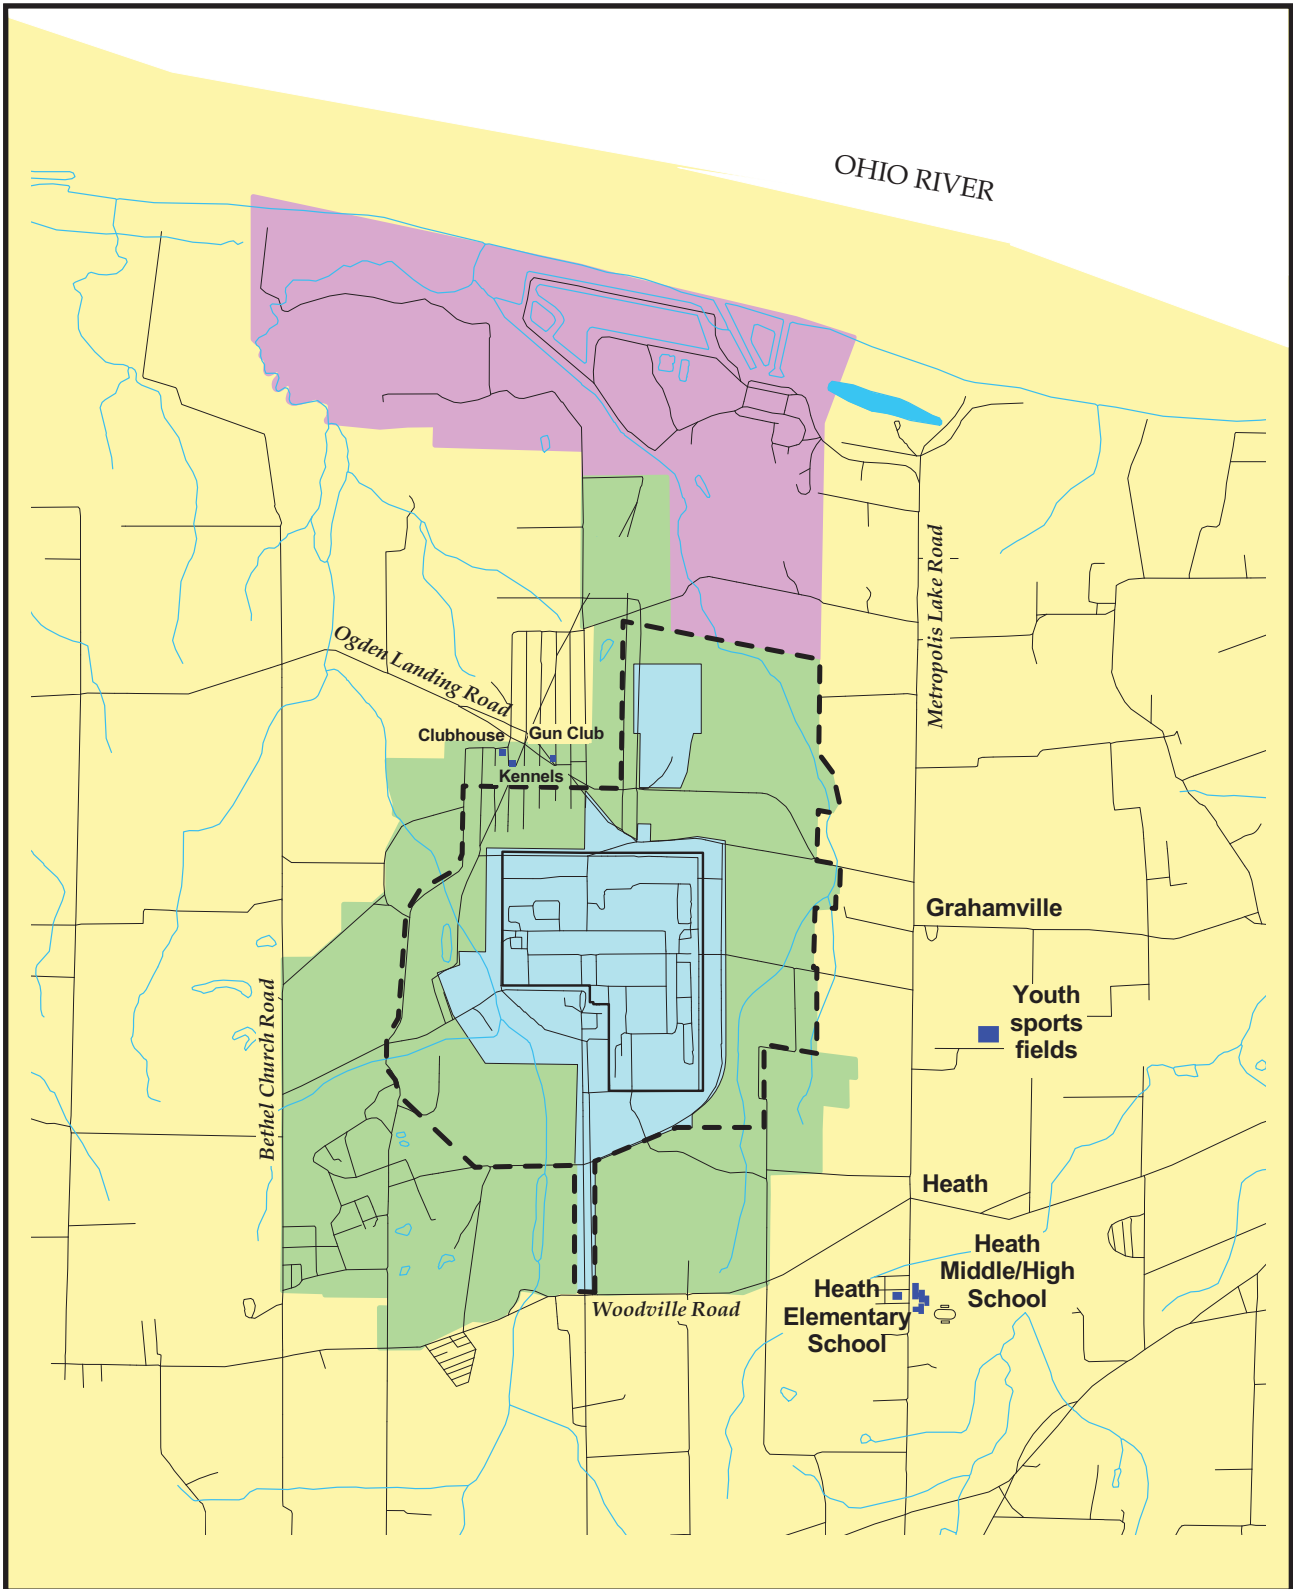 OHIO RIVER
Metropolis Lake Road
Ogden Landing Road
Clubhouse
Gun Club
Kennels
Grahamville
Bethel Church Road
Youth
sports
fields
Heath
Heath
Middle/High
School
Heath
Elementary
School
Woodville Road